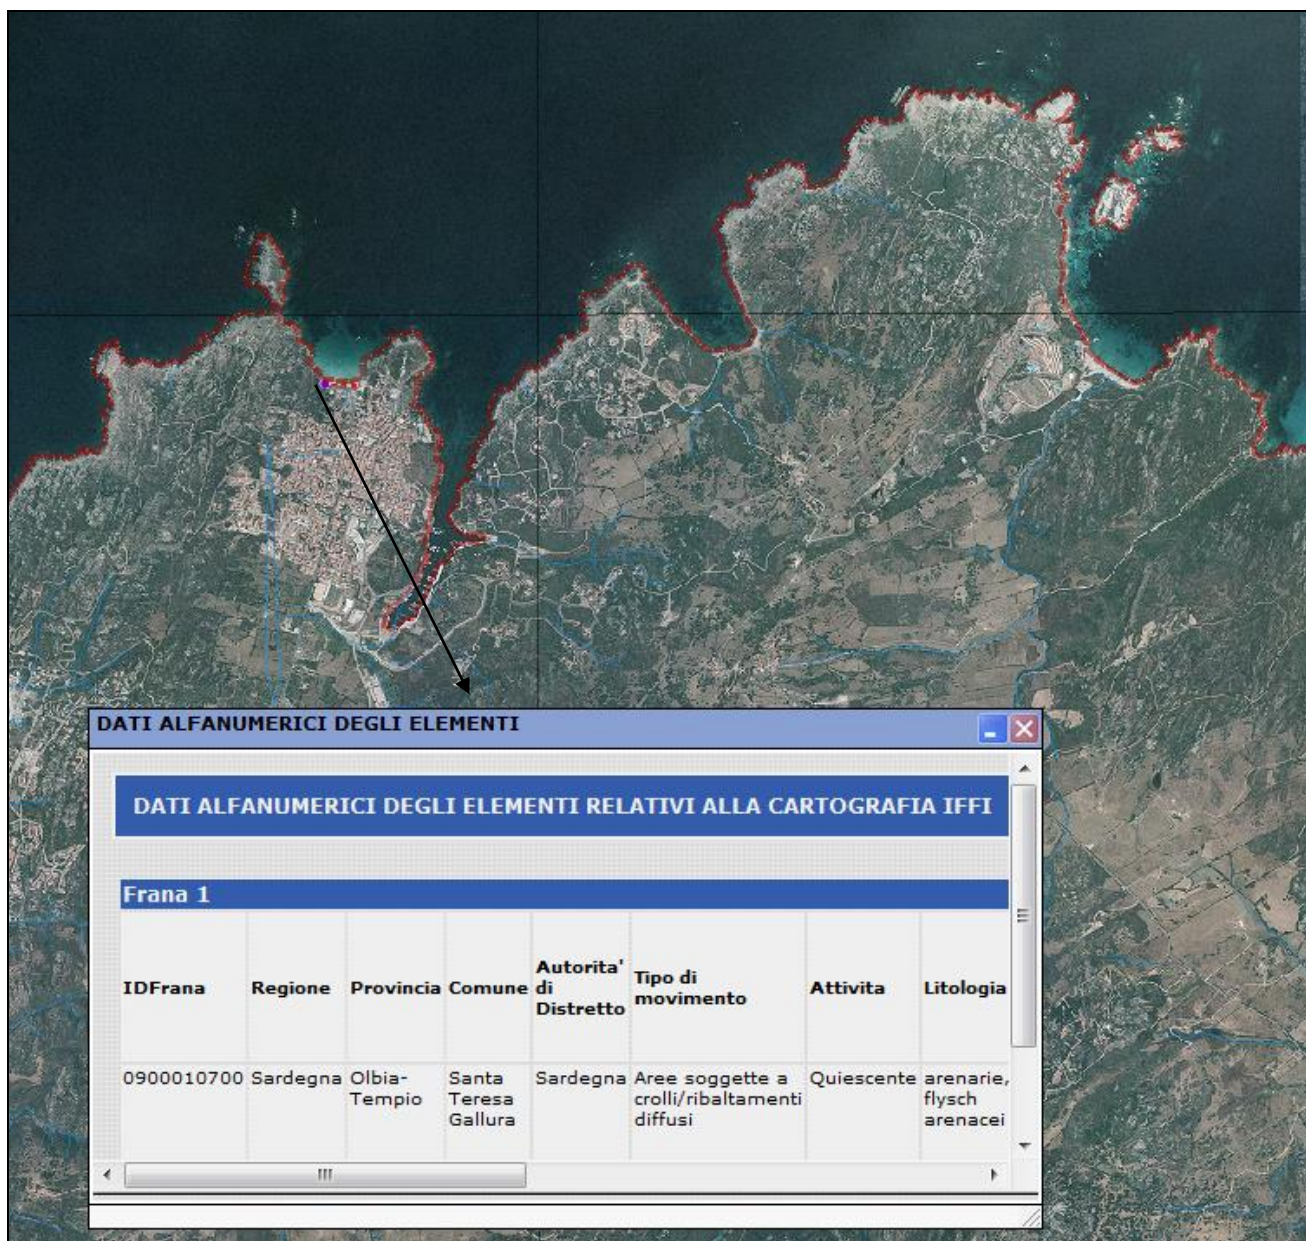 DATI ALFANUMERICI DEGLI ELEMENTI
DATI ALFANUMERICI DEGLI ELEMENTI RELATIVI ALLA CARTOGRAFIA IFFI
Frana 1
IDFrana Regione Provincia Comune Autorita' di Distretto Tipo di movimento Attivita Litologia
0900010700 Sardegna Olbia-Tempio Santa Teresa Gallura Sardegna Aree soggette a crolli/ribaltamenti diffusi Quiescente arenarie, flysch arenacei